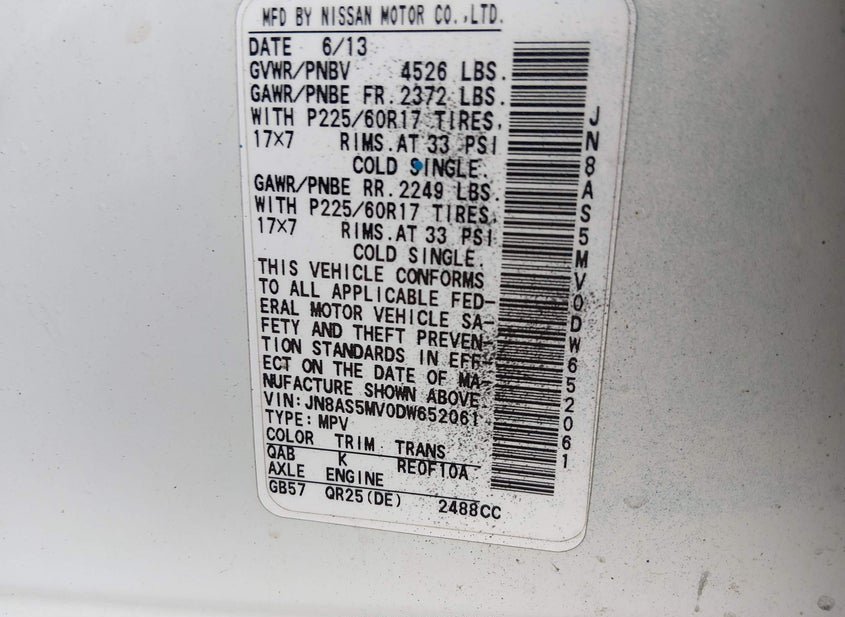 MFD BY NISSAN MOTOR CO.,LTD.
DATE 6/13
GVWR/PNBV 4526 LBS.
GAWR/PNBE FR. 2372 LBS.
WITH P225/60R17 TIRES,
17×7 RIMS.AT 33 PSI
COLD SINGLE.
GAWR/PNBE RR. 2249 LBS.
WITH P225/60R17 TIRES,
17×7 RIMS.AT 33 PSI
COLD SINGLE.
THIS VEHICLE CONFORMS
TO ALL APPLICABLE FED-
ERAL MOTOR VEHICLE SA-
FETY AND THEFT PREVEN-
TION STANDARDS IN EFF-
ECT ON THE DATE OF MA-
NUFACTURE SHOWN ABOVE
VIN:JN8AS5MV0DW652061
TYPE:MPV
COLOR TRIM TRANS
QAB K RE0F10A
AXLE ENGINE
GB57 QR25(DE) 2488CC
JN8AS5MV0DW652061